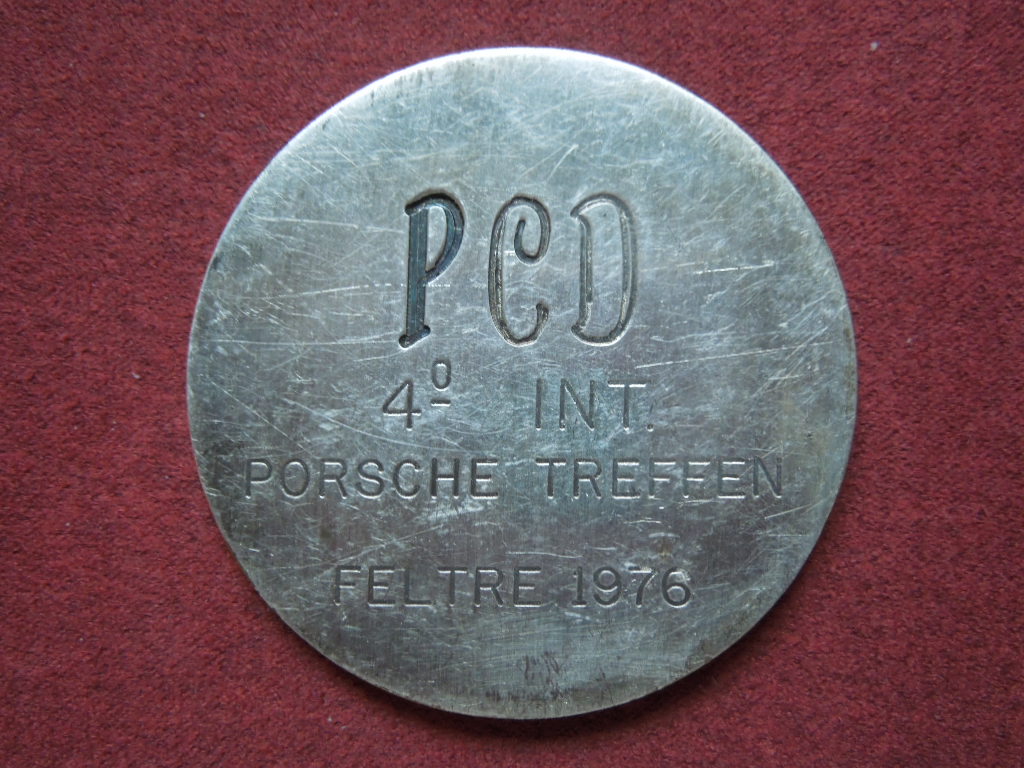 PCD
4º INT.
PORSCHE TREFFEN
FELTRE 1976